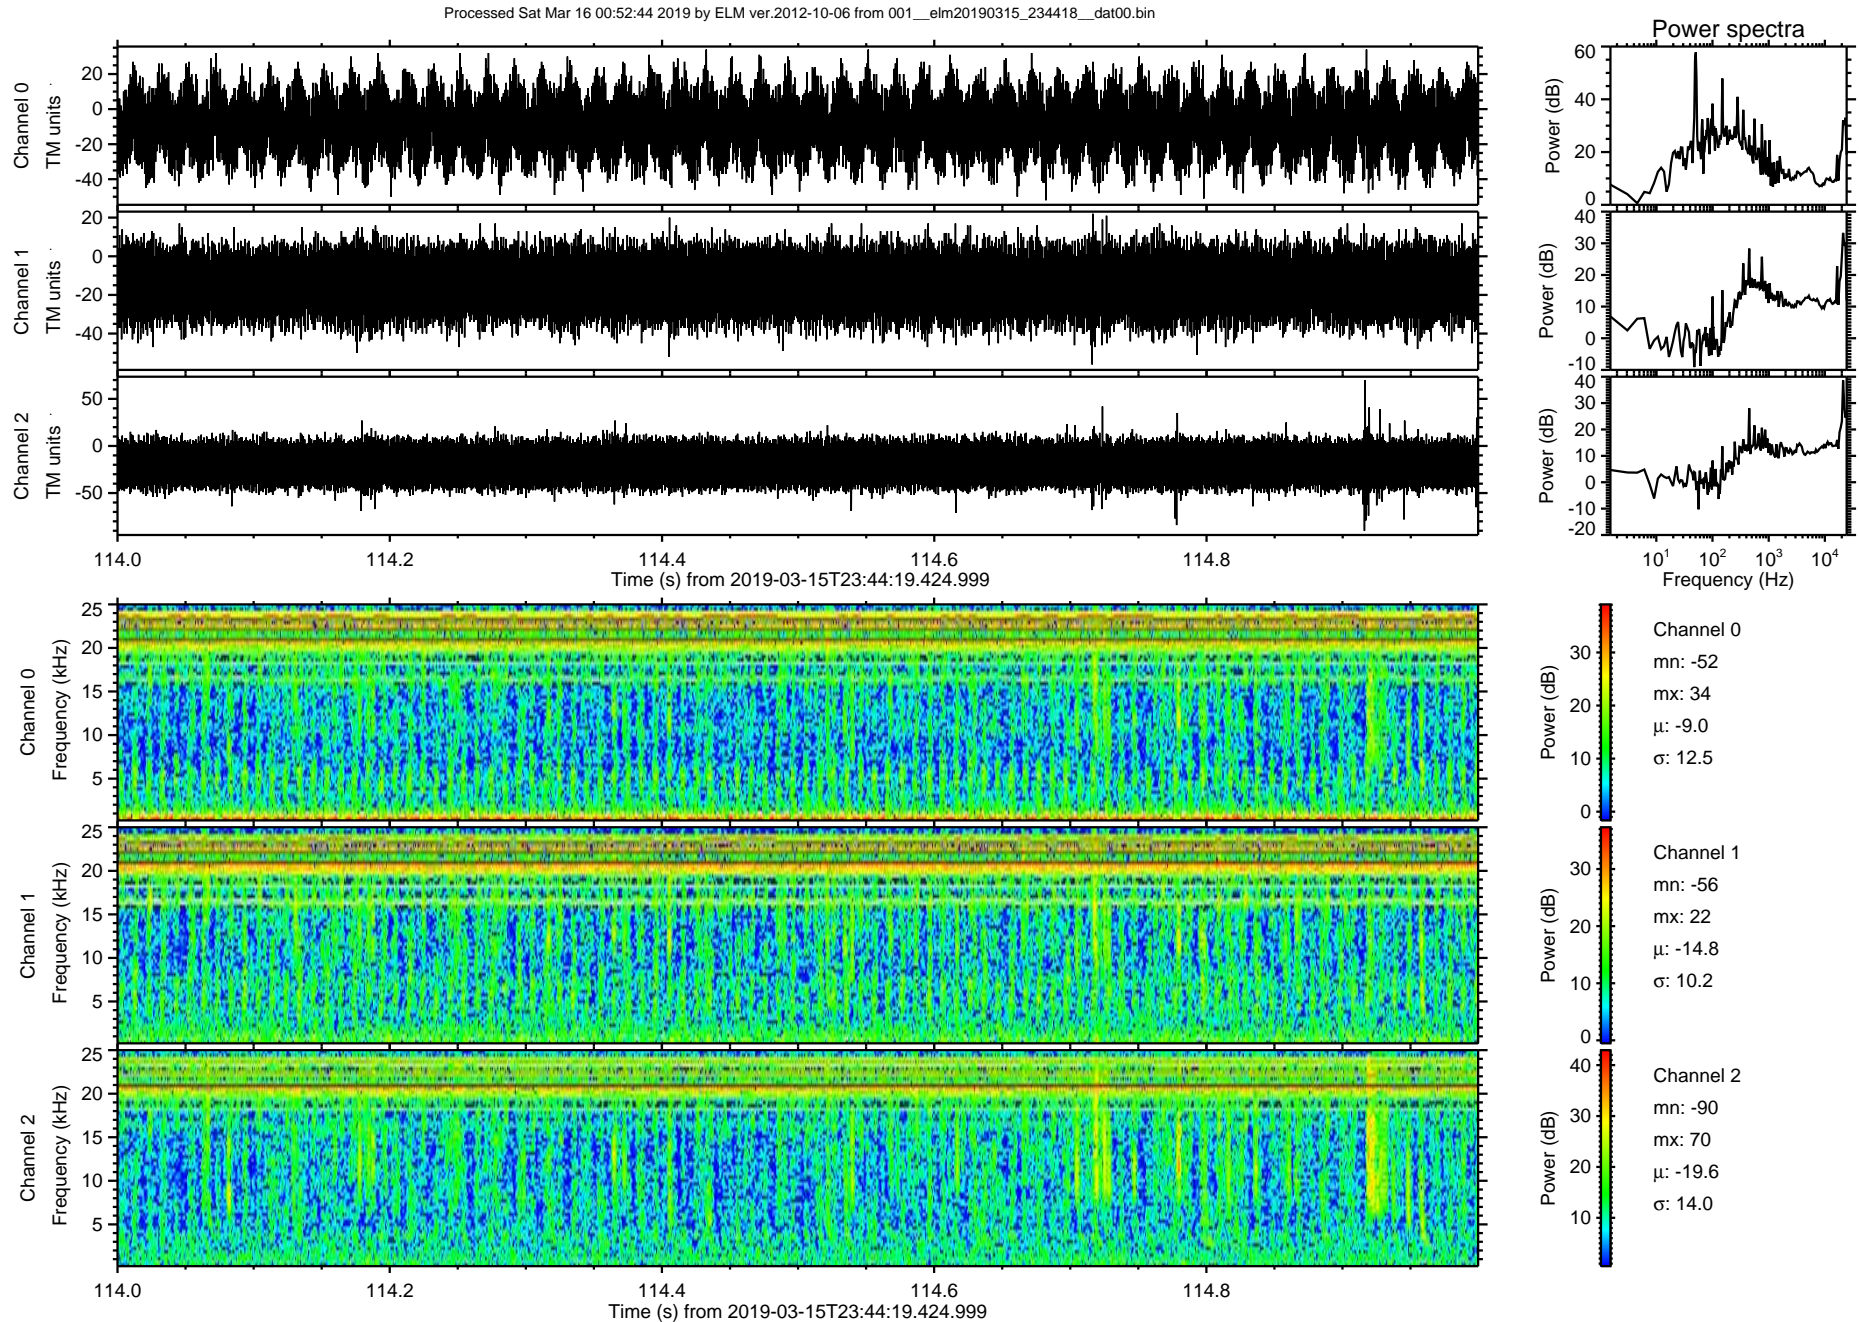 Processed Sat Mar 16 00:52:44 2019 by ELM ver.2012-10-06 from 001__elm20190315_234418__dat00.bin
Power spectra
Channel 0
TM units
20
0
-20
-40
Power (dB)
60
40
20
0
Channel 1
TM units
20
0
-20
-40
Power (dB)
40
30
20
10
0
-10
Channel 2
TM units
50
0
-50
Power (dB)
40
30
20
10
0
-10
-20
114.0 114.2 114.4 114.6 114.8
Time (s) from 2019-03-15T23:44:19.424.999
10^1 10^2 10^3 10^4
Frequency (Hz)
Channel 0
Frequency (kHz)
25
20
15
10
5
Power (dB)
30
20
10
0
Channel 0
mn: -52
mx: 34
μ: -9.0
σ: 12.5
Channel 1
Frequency (kHz)
25
20
15
10
5
Power (dB)
30
20
10
0
Channel 1
mn: -56
mx: 22
μ: -14.8
σ: 10.2
Channel 2
Frequency (kHz)
25
20
15
10
5
Power (dB)
40
30
20
10
Channel 2
mn: -90
mx: 70
μ: -19.6
σ: 14.0
114.0 114.2 114.4 114.6 114.8
Time (s) from 2019-03-15T23:44:19.424.999